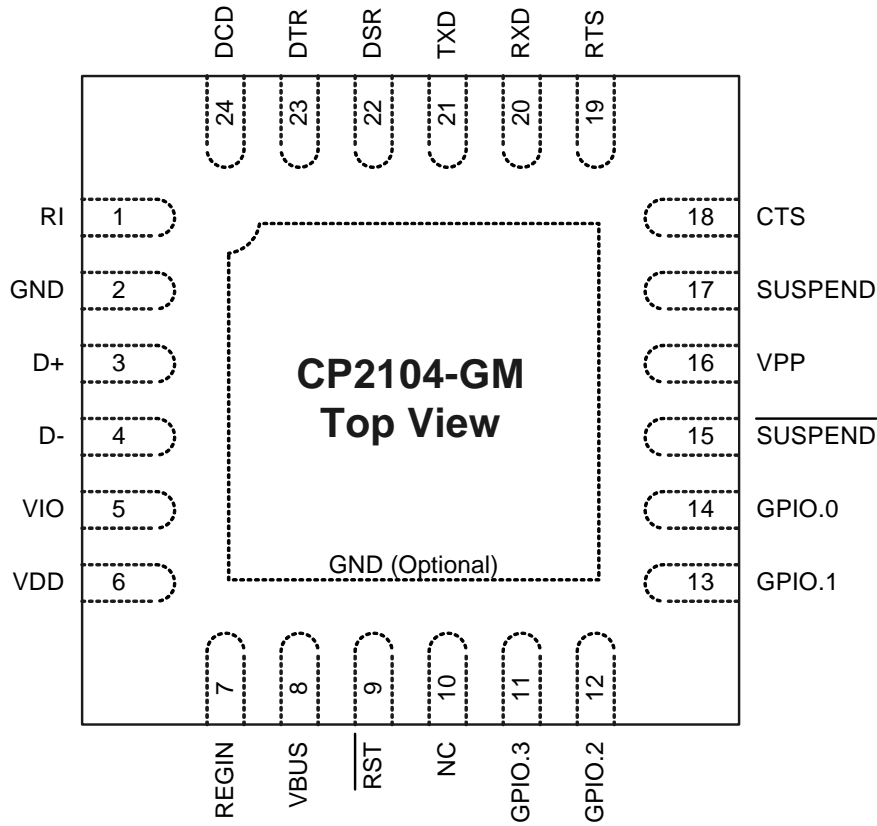 DCD DTR DSR TXD RXD RTS
24 23 22 21 20 19
RI 1 18 CTS
GND 2 17 SUSPEND
D+ 3 16 VPP
CP2104-GM
Top View
D- 4 15 SUSPEND
VIO 5 14 GPIO.0
GND (Optional)
VDD 6 13 GPIO.1
7 8 9 10 11 12
REGIN VBUS RST NC GPIO.3 GPIO.2